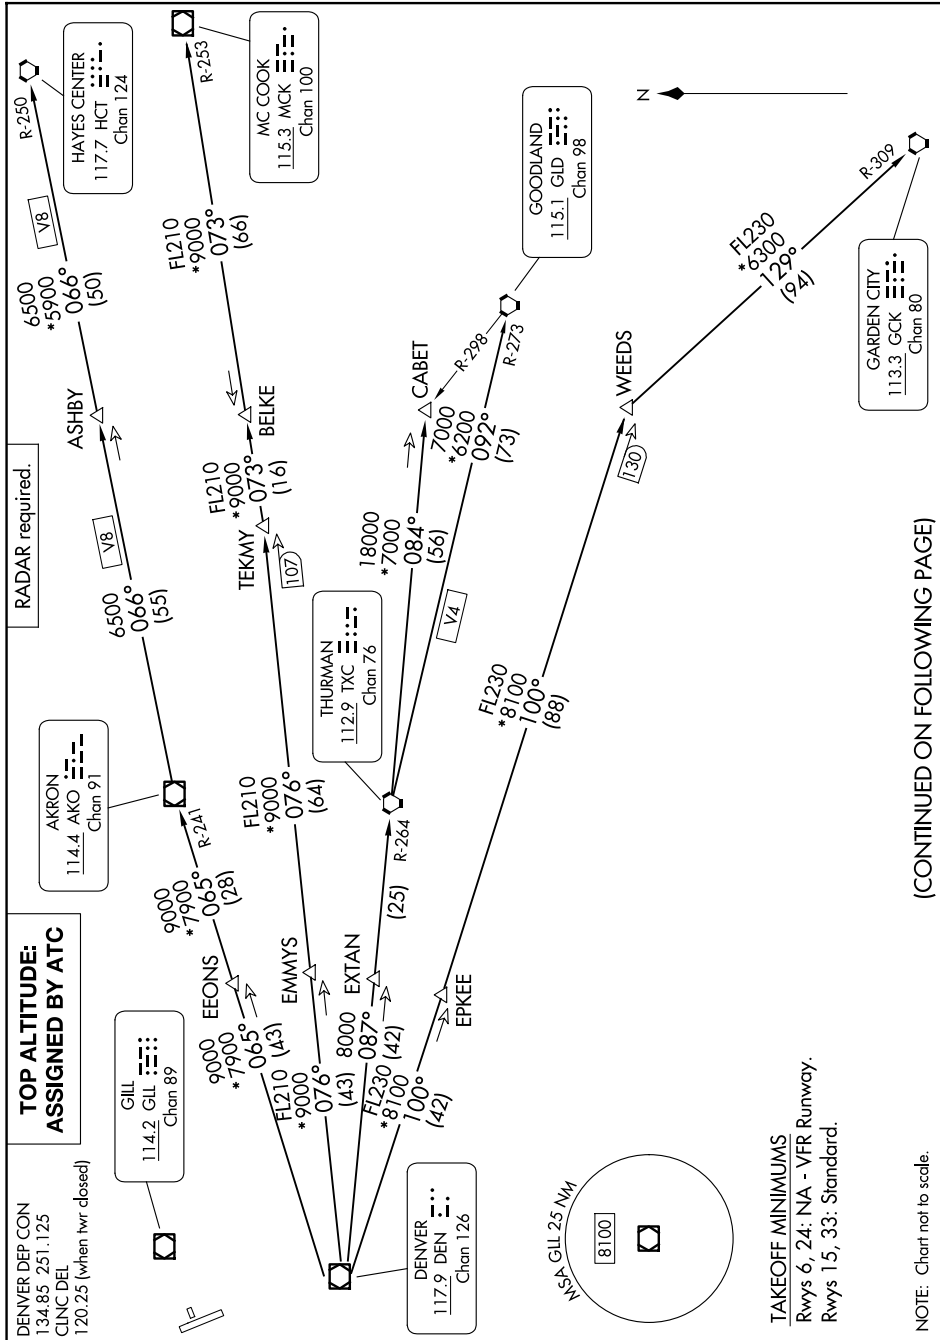 DENVER DEP CON
134.85 251.125
CLNC DEL
120.25 (when twr closed)
TOP ALTITUDE:
ASSIGNED BY ATC
RADAR required.
GILL
114.2 GLL
Chan 89
AKRON
114.4 AKO
Chan 91
HAYES CENTER
117.7 HCT
Chan 124
MC COOK
115.3 MCK
Chan 100
THURMAN
112.9 TXC
Chan 76
GOODLAND
115.1 GLD
Chan 98
GARDEN CITY
113.3 GCK
Chan 80
DENVER
117.9 DEN
Chan 126
9000
*7900
065°
(43)
EEONS
9000
*7900
065°
(28)
R-241
6500
066°
(55)
V8
ASHBY
6500
*5900
066°
(50)
V8
R-250
FL210
*9000
076°
(43)
EMMYS
FL210
*9000
076°
(64)
TEKMY
107
FL210
*9000
073°
(16)
BELKE
FL210
*9000
073°
(66)
R-253
8000
087°
(42)
EXTAN
(25)
R-264
18000
*7000
084°
(56)
CABET
R-298
7000
*6200
092°
(73)
V4
R-273
FL230
*8100
100°
(42)
EPKEE
FL230
*8100
100°
(88)
WEEDS
130
FL230
*6300
129°
(94)
R-309
N
MSA GLL 25 NM
8100
TAKEOFF MINIMUMS
Rwys 6, 24: NA - VFR Runway.
Rwys 15, 33: Standard.
NOTE: Chart not to scale.
(CONTINUED ON FOLLOWING PAGE)